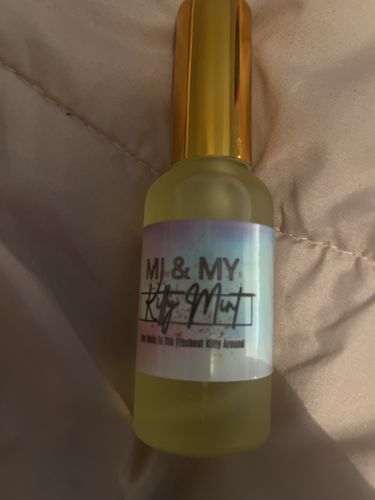 MI & MY
Kitty Mint
To The Freshest Kitty Around